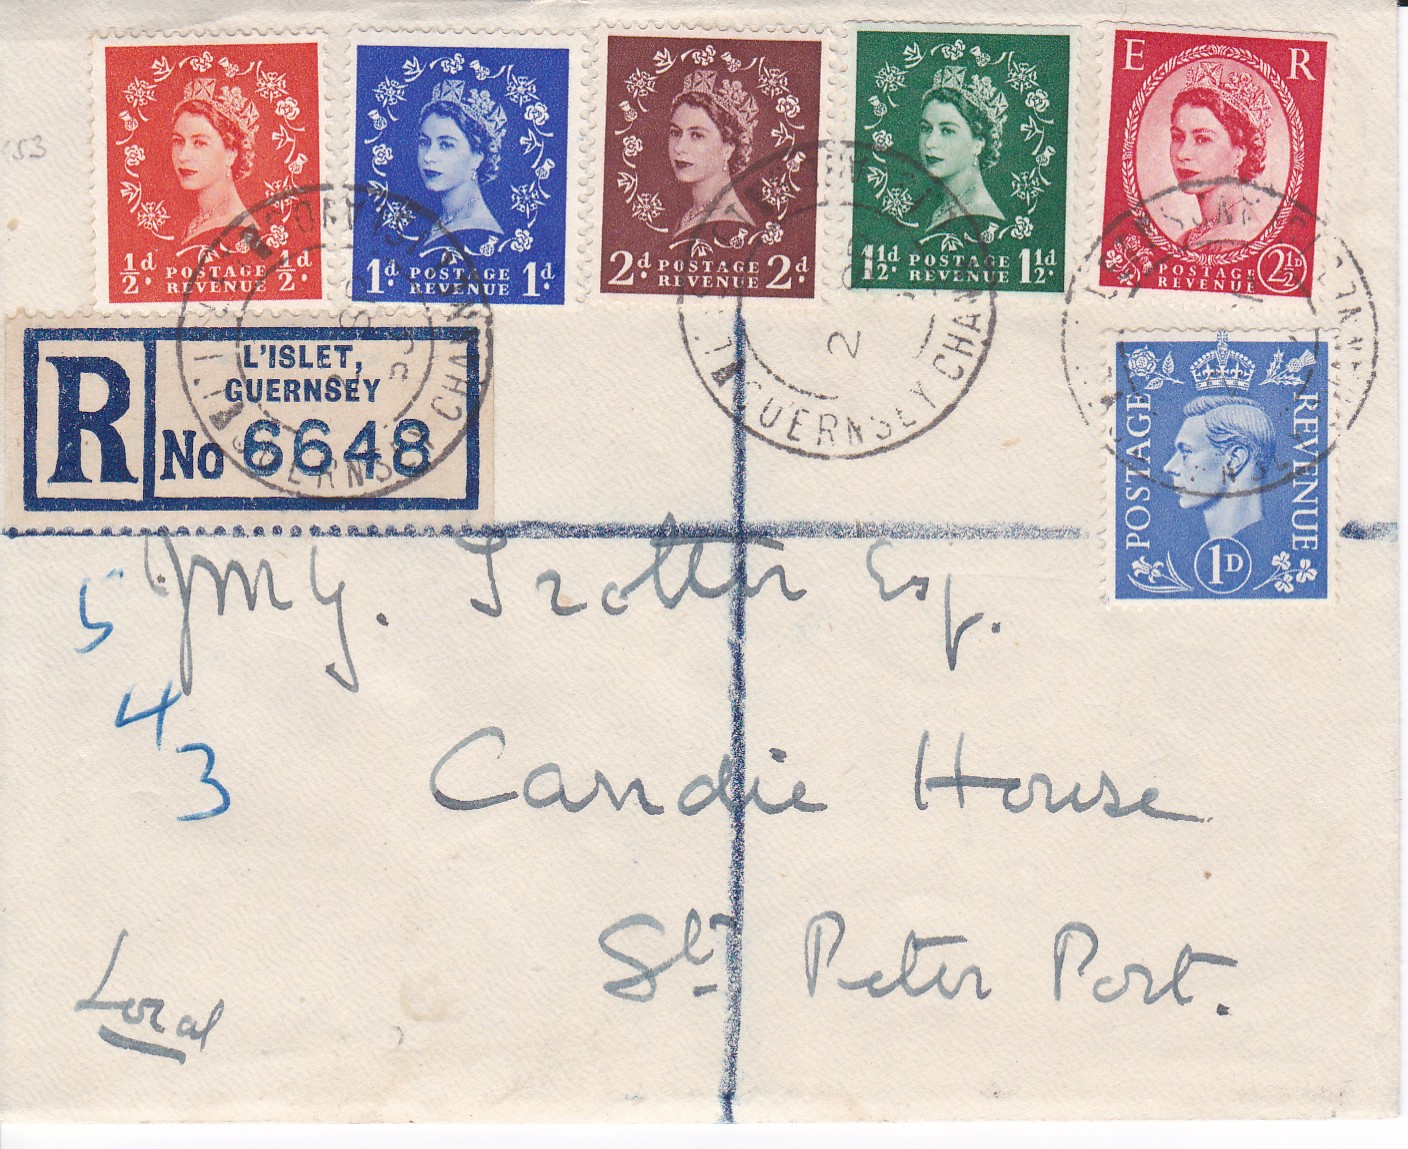 ½d POSTAGE REVENUE ½d
1d. POSTAGE REVENUE 1d.
2d. POSTAGE REVENUE 2d.
1½d. POSTAGE REVENUE 1½d.
E R
POSTAGE REVENUE 2½D
53
R
L'ISLET,
GUERNSEY
No 6648
GUERNSEY CHAN
POSTAGE REVENUE
1D
5
4
3
Trotter Esq.
Candie House
St. Peter Port.
Local